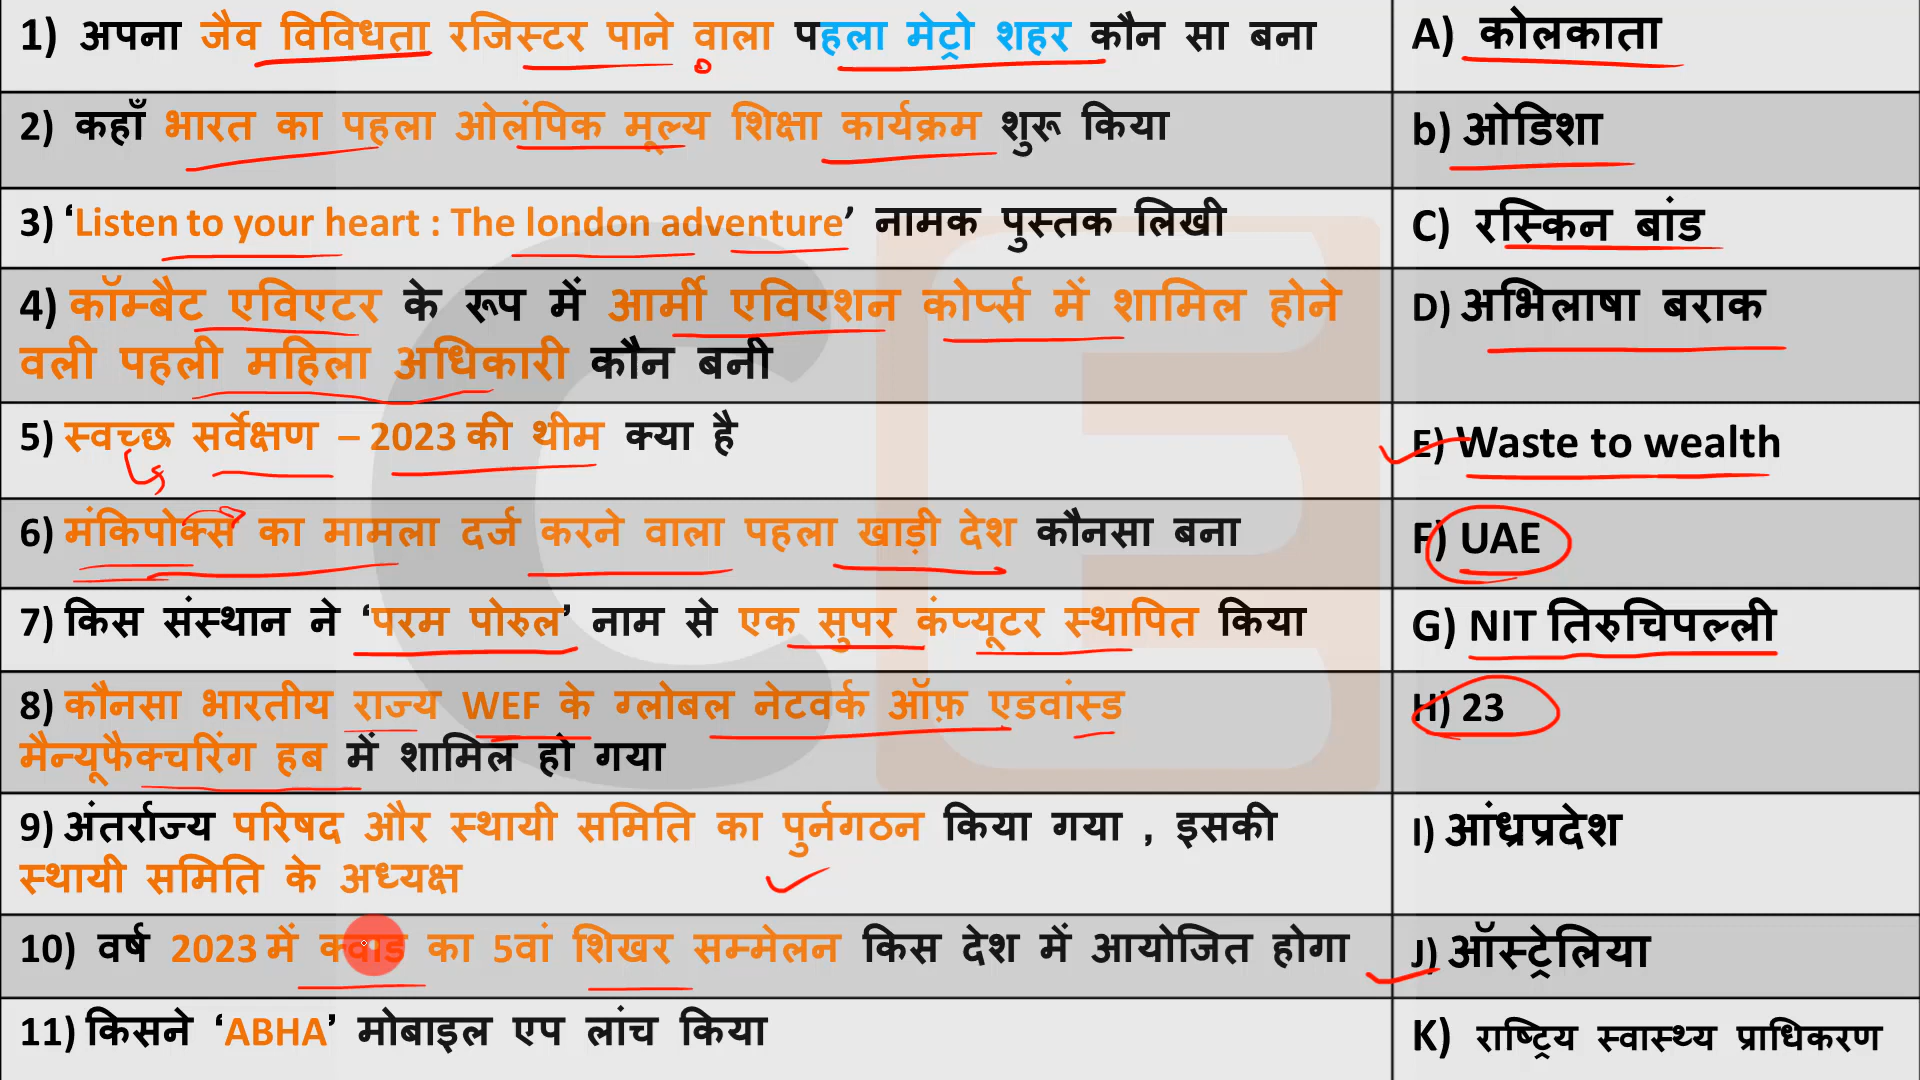 1) अपना जैव विविधता रजिस्टर पाने वाला पहला मेट्रो शहर कौन सा बना
A) कोलकाता
2) कहाँ भारत का पहला ओलंपिक मूल्य शिक्षा कार्यक्रम शुरू किया
b) ओडिशा
3) ‘Listen to your heart : The london adventure’ नामक पुस्तक लिखी
C) रस्किन बांड
4) कॉम्बैट एविएटर के रूप में आर्मी एविएशन कोर्प्स में शामिल होने
वली पहली महिला अधिकारी कौन बनी
D) अभिलाषा बराक
5) स्वच्छ सर्वेक्षण – 2023 की थीम क्या है
E) Waste to wealth
6) मंकिपोक्स का मामला दर्ज करने वाला पहला खाड़ी देश कौनसा बना
F) UAE
7) किस संस्थान ने ‘परम पोरुल’ नाम से एक सुपर कंप्यूटर स्थापित किया
G) NIT तिरुचिपल्ली
8) कौनसा भारतीय राज्य WEF के ग्लोबल नेटवर्क ऑफ़ एडवांस्ड
मैन्यूफैक्चरिंग हब में शामिल हो गया
H) 23
9) अंतर्राज्य परिषद और स्थायी समिति का पुर्नगठन किया गया , इसकी
स्थायी समिति के अध्यक्ष
I) आंध्रप्रदेश
10) वर्ष 2023 में क्वाड का 5वां शिखर सम्मेलन किस देश में आयोजित होगा
J) ऑस्ट्रेलिया
11) किसने ‘ABHA’ मोबाइल एप लांच किया
K) राष्ट्रिय स्वास्थ्य प्राधिकरण